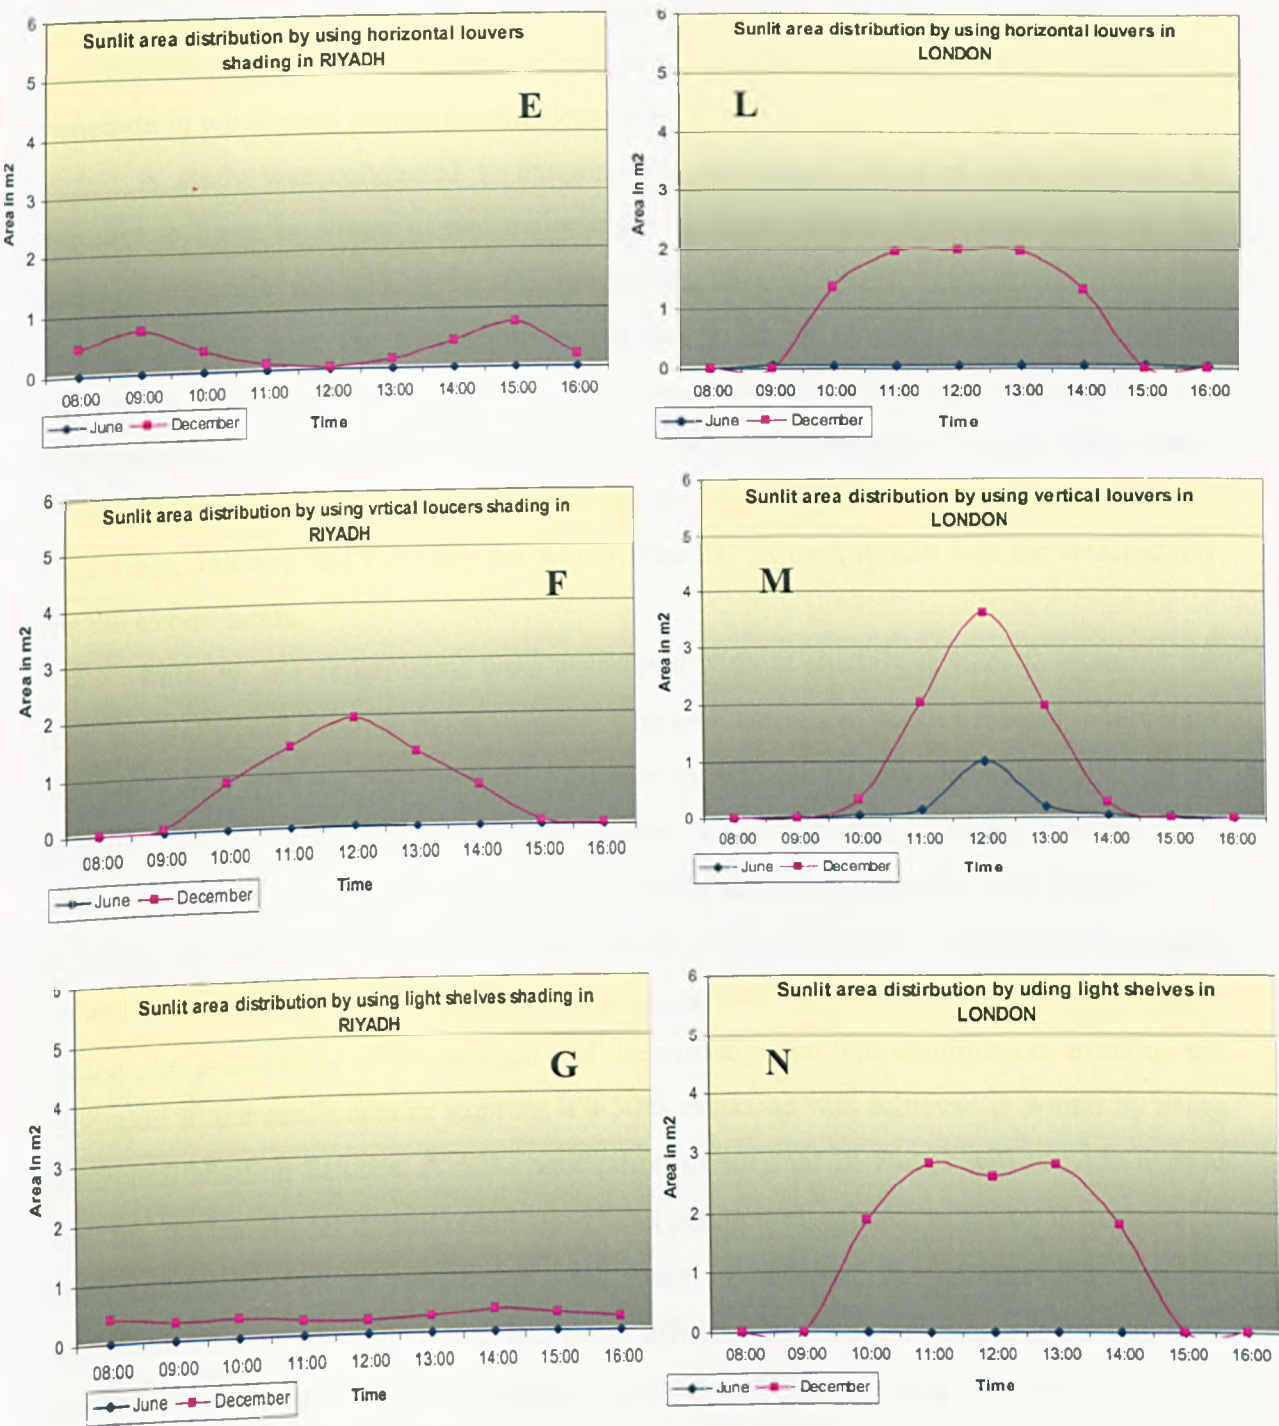 Sunlit area distribution by using horizontal louvers
shading in RIYADH
E
6
5
4
3
2
1
0
Area in m2
08:00 09:00 10:00 11:00 12:00 13:00 14:00 15:00 16:00
Time
June December
Sunlit area distribution by using horizontal louvers in
LONDON
L
6
5
4
3
2
1
0
Area in m2
08:00 09:00 10:00 11:00 12:00 13:00 14:00 15:00 16:00
Time
June December
Sunlit area distribution by using vrtical loucers shading in
RIYADH
F
6
5
4
3
2
1
0
Area in m2
08:00 09:00 10:00 11:00 12:00 13:00 14:00 15:00 16:00
Time
June December
Sunlit area distribution by using vertical louvers in
LONDON
M
6
5
4
3
2
1
0
Area in m2
08:00 09:00 10:00 11:00 12:00 13:00 14:00 15:00 16:00
Time
June December
Sunlit area distribution by using light shelves shading in
RIYADH
G
6
5
4
3
2
1
0
Area in m2
08:00 09:00 10:00 11:00 12:00 13:00 14:00 15:00 16:00
Time
June December
Sunlit area distirbution by uding light shelves in
LONDON
N
6
5
4
3
2
1
0
Area in m2
08:00 09:00 10:00 11:00 12:00 13:00 14:00 15:00 16:00
Time
June December